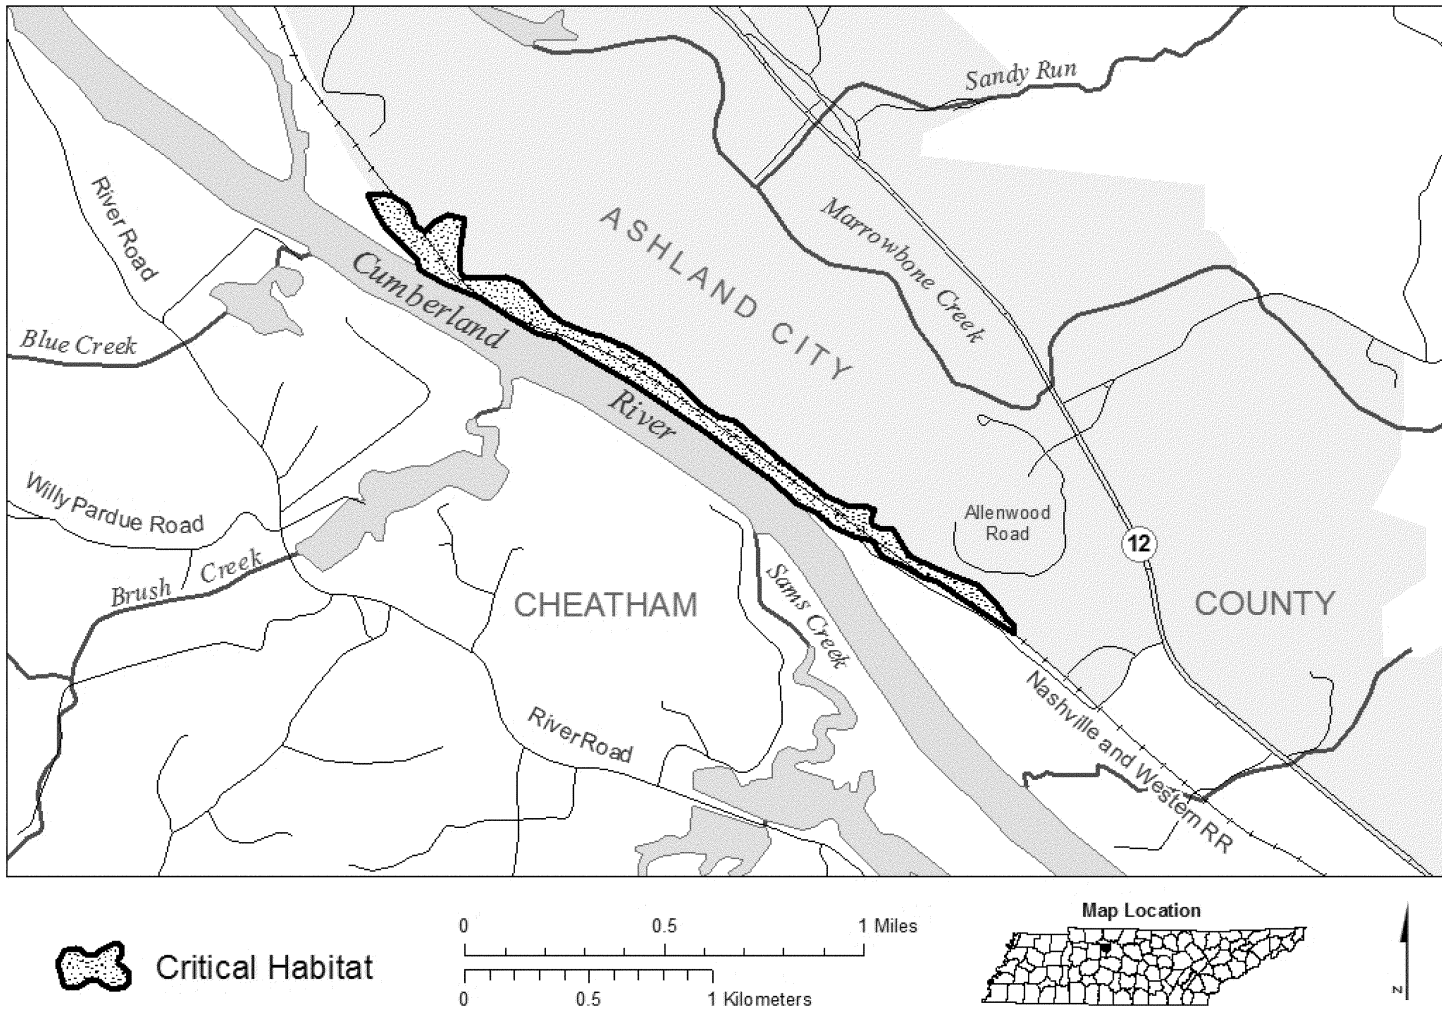 Sandy Run
River Road
Marrowbone Creek
ASHLAND CITY
Cumberland
River
Blue Creek
Willy Pardue Road
Allenwood
Road
12
Brush Creek
Sams Creek
CHEATHAM
COUNTY
River Road
Nashville and Western RR
Critical Habitat
0 0.5 1 Miles
0 0.5 1 Kilometers
Map Location
N